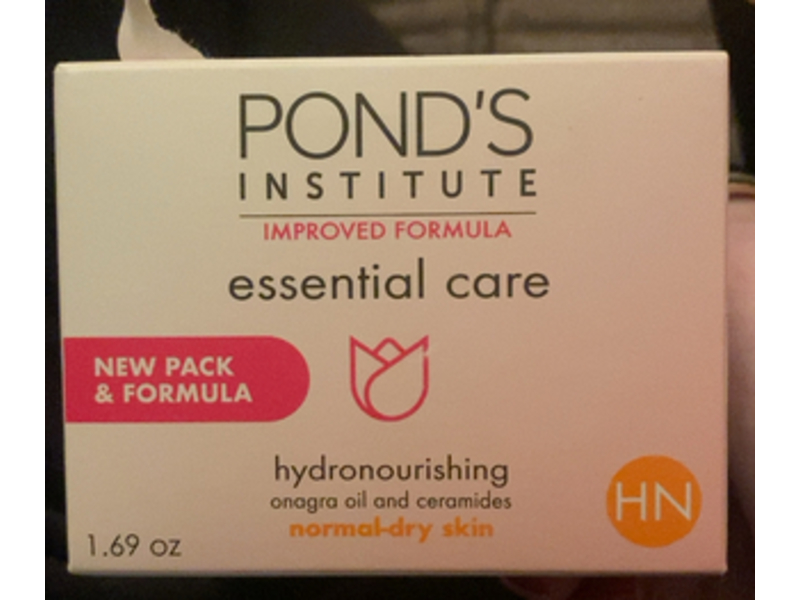 POND'S
INSTITUTE
IMPROVED FORMULA
essential care
NEW PACK
& FORMULA
hydronourishing
onagra oil and ceramides
normal-dry skin
HN
1.69 oz